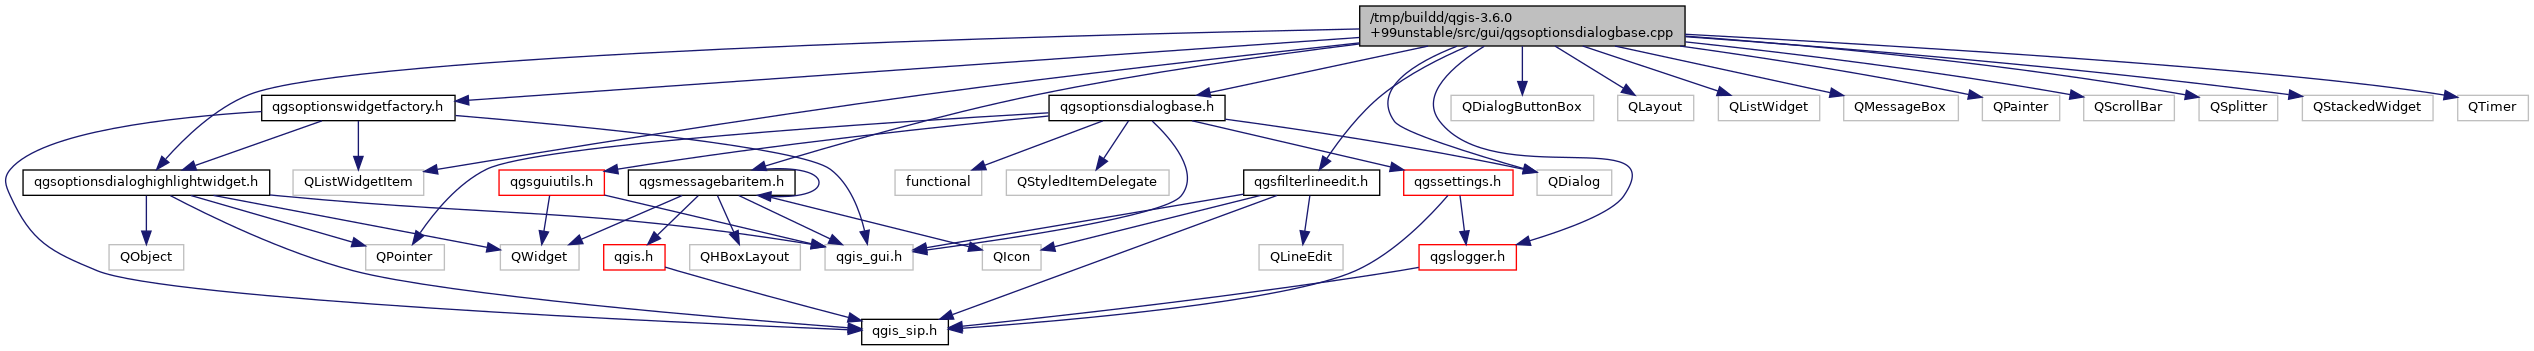 /tmp/buildd/qgis-3.6.0
+99unstable/src/gui/qgsoptionsdialogbase.cpp
qgsoptionswidgetfactory.h
qgsoptionsdialogbase.h
QDialogButtonBox
QLayout
QListWidget
QMessageBox
QPainter
QScrollBar
QSplitter
QStackedWidget
QTimer
qgsoptionsdialoghighlightwidget.h
QListWidgetItem
qgsguiutils.h
qgsmessagebaritem.h
functional
QStyledItemDelegate
qgsfilterlineedit.h
qgssettings.h
QDialog
QObject
QPointer
QWidget
qgis.h
QHBoxLayout
qgis_gui.h
QIcon
QLineEdit
qgslogger.h
qgis_sip.h